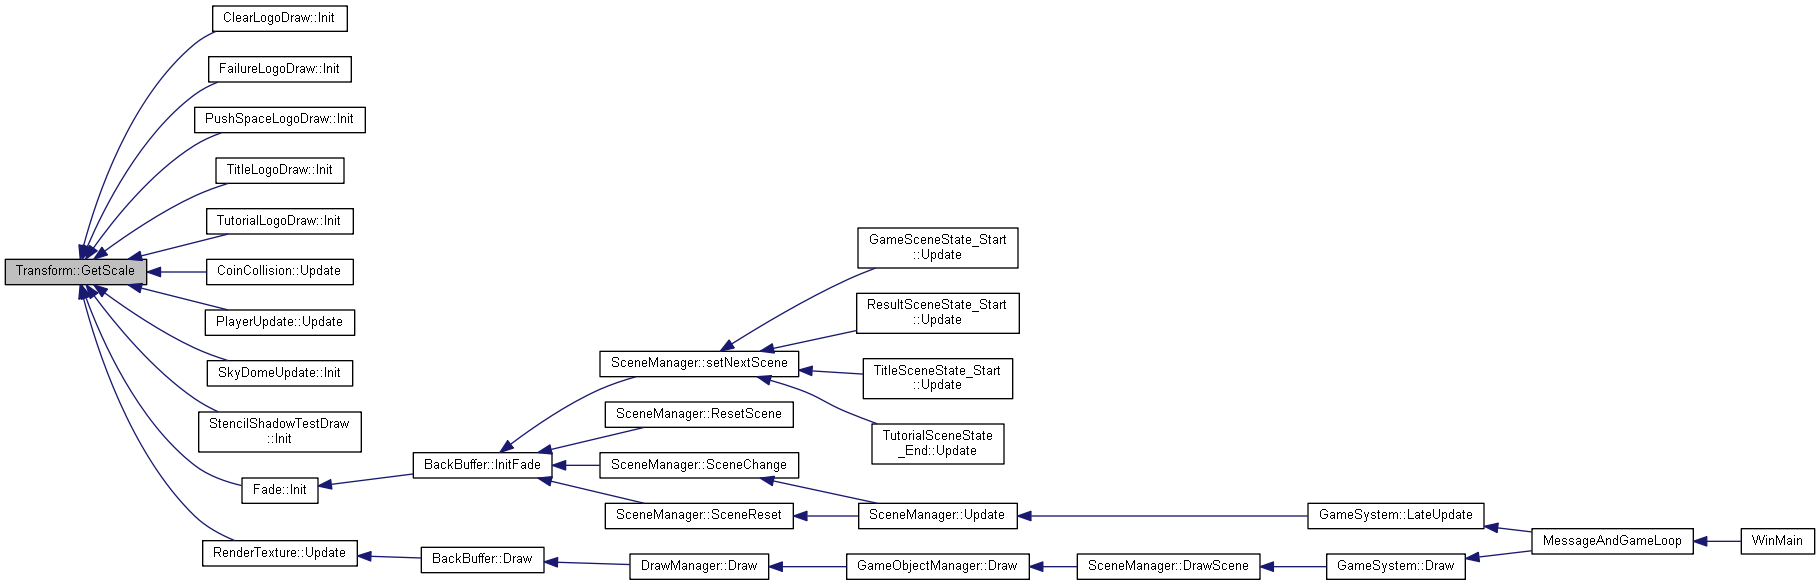 ClearLogoDraw::Init
FailureLogoDraw::Init
PushSpaceLogoDraw::Init
TitleLogoDraw::Init
TutorialLogoDraw::Init
Transform::GetScale
CoinCollision::Update
PlayerUpdate::Update
SkyDomeUpdate::Init
StencilShadowTestDraw
::Init
Fade::Init
RenderTexture::Update
BackBuffer::InitFade
BackBuffer::Draw
SceneManager::setNextScene
SceneManager::ResetScene
SceneManager::SceneChange
SceneManager::SceneReset
DrawManager::Draw
GameSceneState_Start
::Update
ResultSceneState_Start
::Update
TitleSceneState_Start
::Update
TutorialSceneState
_End::Update
SceneManager::Update
GameObjectManager::Draw
SceneManager::DrawScene
GameSystem::LateUpdate
GameSystem::Draw
MessageAndGameLoop
WinMain